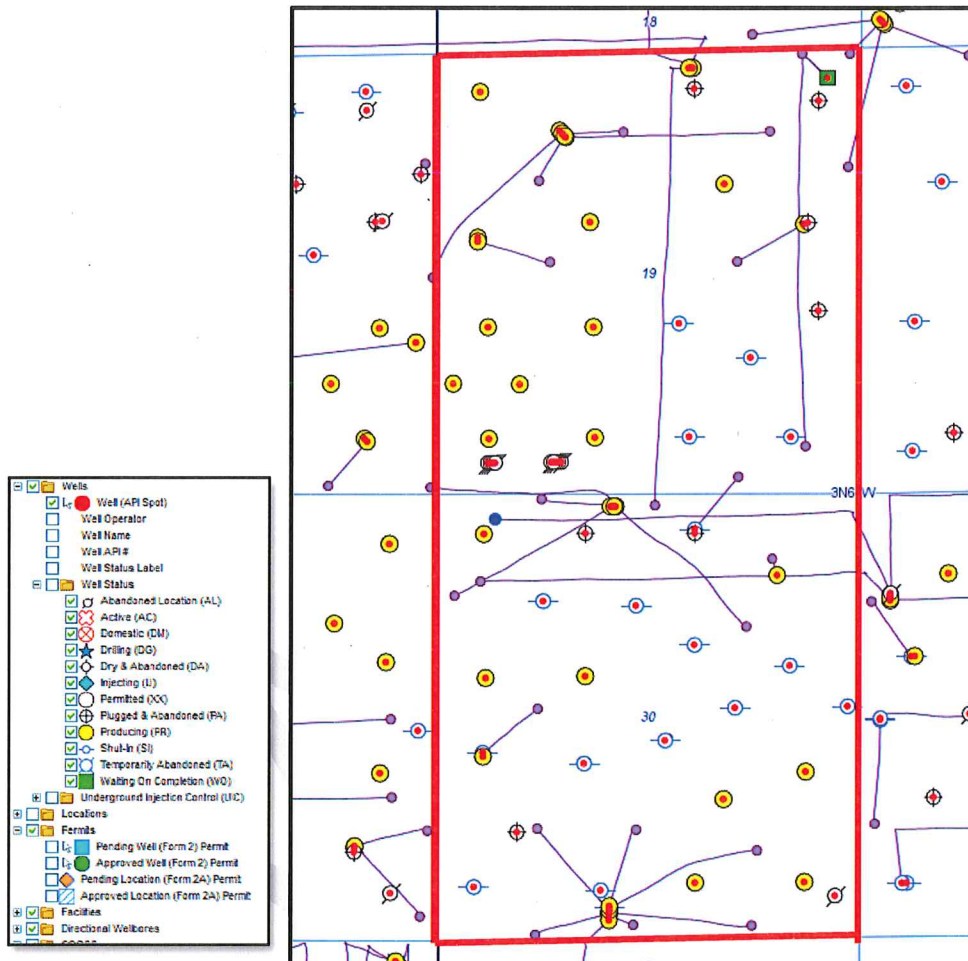 18
19
3N6 W
30
Wells
Well (API Spot)
Well Operator
Well Name
Well API #
Well Status Label
Well Status
Abandoned Location (AL)
Active (AC)
Domestic (DM)
Drilling (DG)
Dry & Abandoned (DA)
Injecting (IJ)
Permitted (XX)
Plugged & Abandoned (PA)
Producing (PR)
Shut-In (SI)
Temporarily Abandoned (TA)
Waiting On Completion (WO)
Underground Injection Control (UIC)
Locations
Permits
Pending Well (Form 2) Permit
Approved Well (Form 2) Permit
Pending Location (Form 2A) Permit
Approved Location (Form 2A) Permit
Facilities
Directional Wellbores